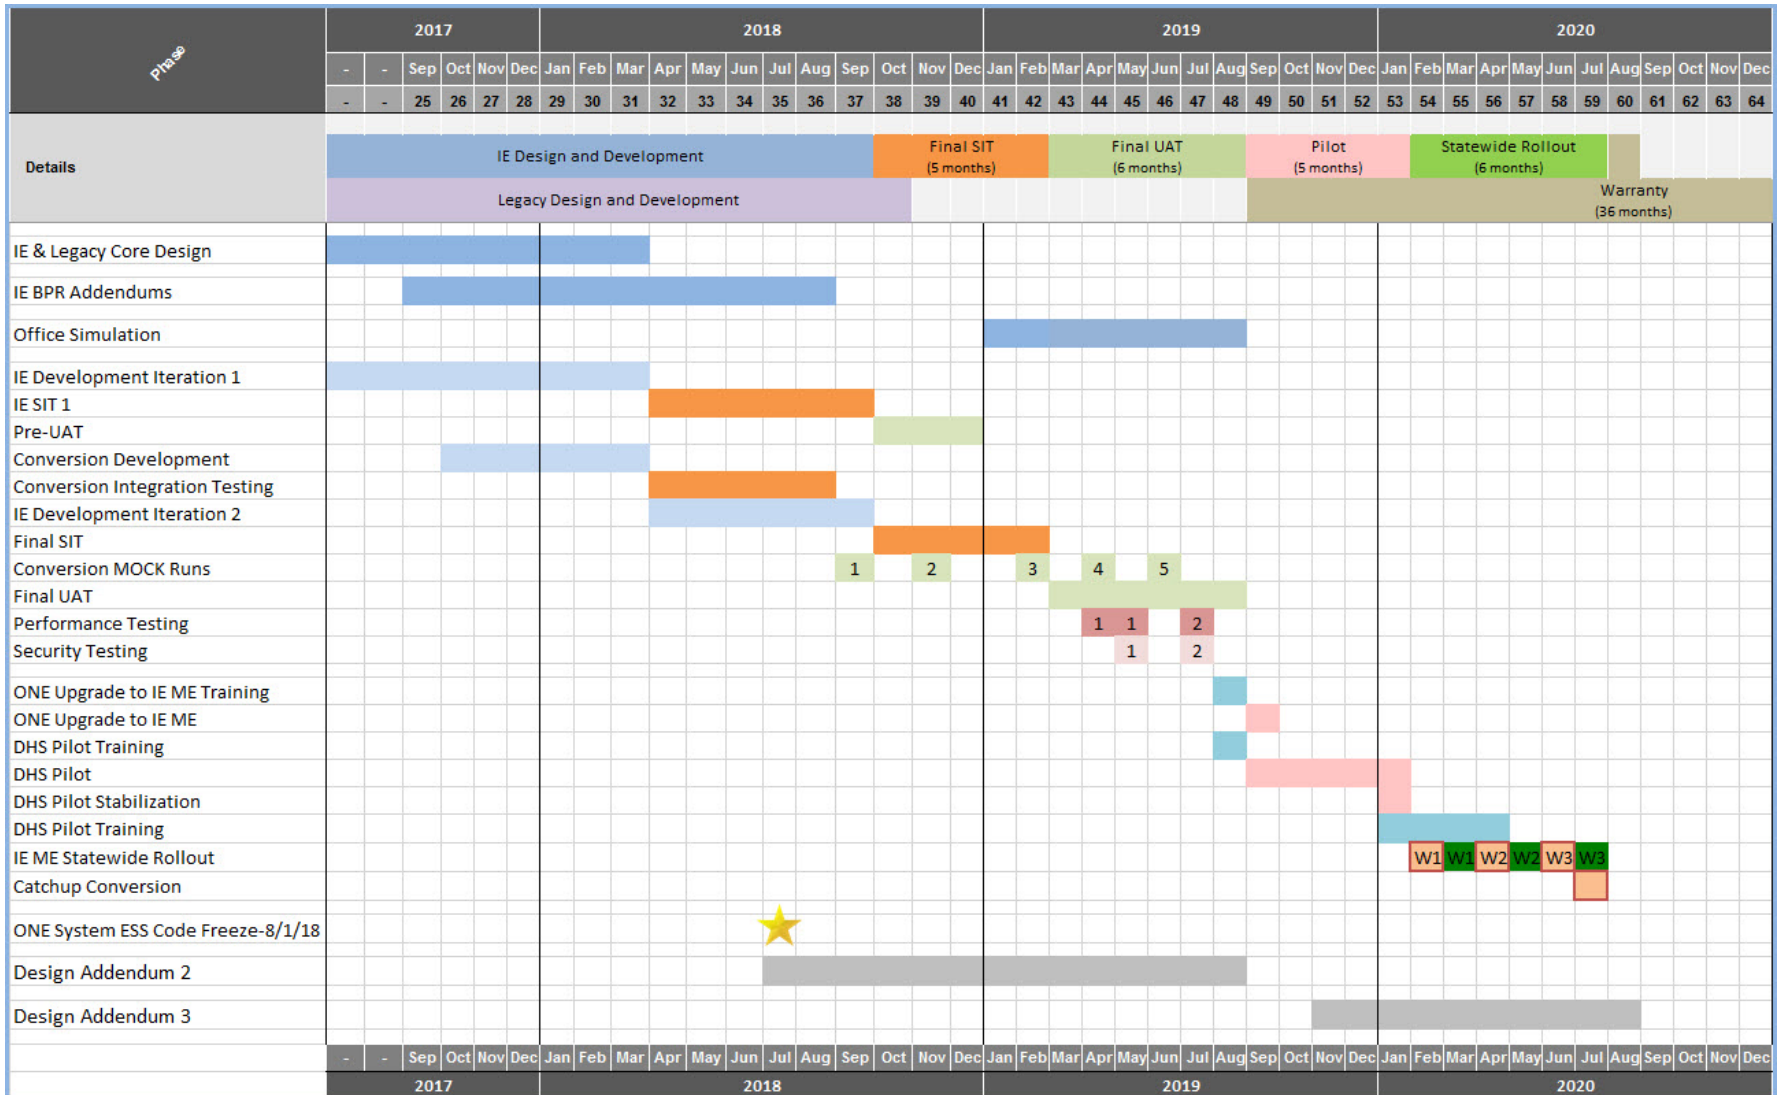 Phase
2017 2018 2019 2020
- - Sep Oct Nov Dec Jan Feb Mar Apr May Jun Jul Aug Sep Oct Nov Dec Jan Feb Mar Apr May Jun Jul Aug Sep Oct Nov Dec Jan Feb Mar Apr May Jun Jul Aug Sep Oct Nov Dec
- - 25 26 27 28 29 30 31 32 33 34 35 36 37 38 39 40 41 42 43 44 45 46 47 48 49 50 51 52 53 54 55 56 57 58 59 60 61 62 63 64
Details
IE Design and Development
Final SIT
(5 months)
Final UAT
(6 months)
Pilot
(5 months)
Statewide Rollout
(6 months)
Legacy Design and Development
Warranty
(36 months)
IE & Legacy Core Design
IE BPR Addendums
Office Simulation
IE Development Iteration 1
IE SIT 1
Pre-UAT
Conversion Development
Conversion Integration Testing
IE Development Iteration 2
Final SIT
Conversion MOCK Runs 1 2 3 4 5
Final UAT
Performance Testing 1 1 2
Security Testing 1 2
ONE Upgrade to IE ME Training
ONE Upgrade to IE ME
DHS Pilot Training
DHS Pilot
DHS Pilot Stabilization
DHS Pilot Training
IE ME Statewide Rollout W1 W1 W2 W2 W3 W3
Catchup Conversion
ONE System ESS Code Freeze-8/1/18
Design Addendum 2
Design Addendum 3
- - Sep Oct Nov Dec Jan Feb Mar Apr May Jun Jul Aug Sep Oct Nov Dec Jan Feb Mar Apr May Jun Jul Aug Sep Oct Nov Dec Jan Feb Mar Apr May Jun Jul Aug Sep Oct Nov Dec
2017 2018 2019 2020